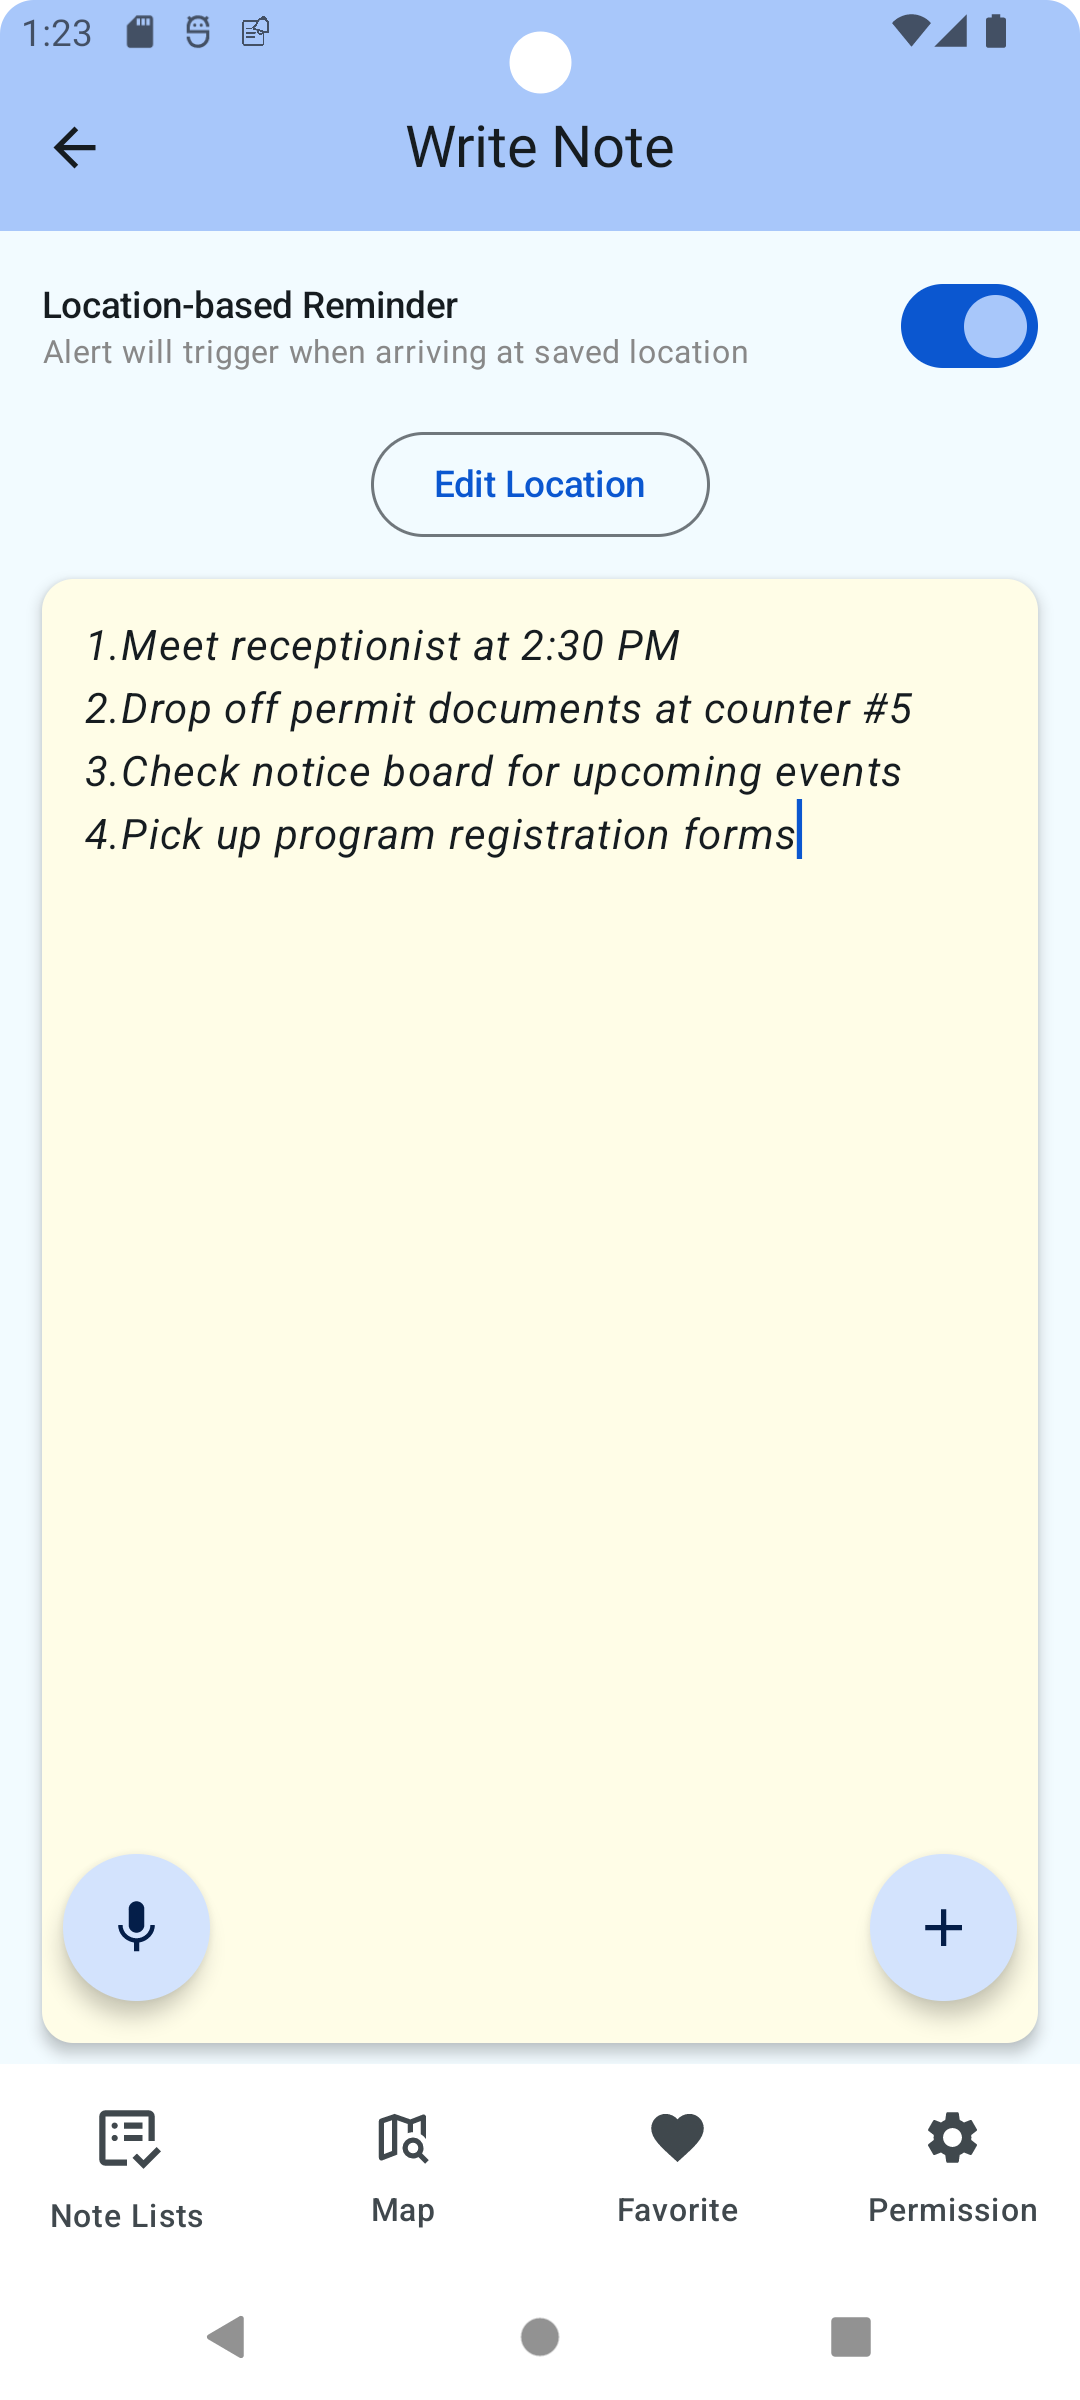 1:23
Write Note
Location-based Reminder
Alert will trigger when arriving at saved location
Edit Location
1.Meet receptionist at 2:30 PM
2.Drop off permit documents at counter #5
3.Check notice board for upcoming events
4.Pick up program registration forms
Note Lists
Map
Favorite
Permission